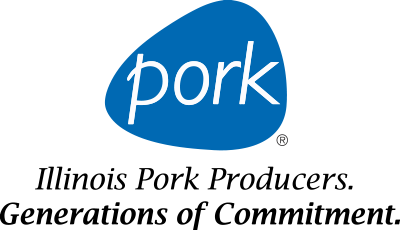 pork
®
Illinois Pork Producers.
Generations of Commitment.